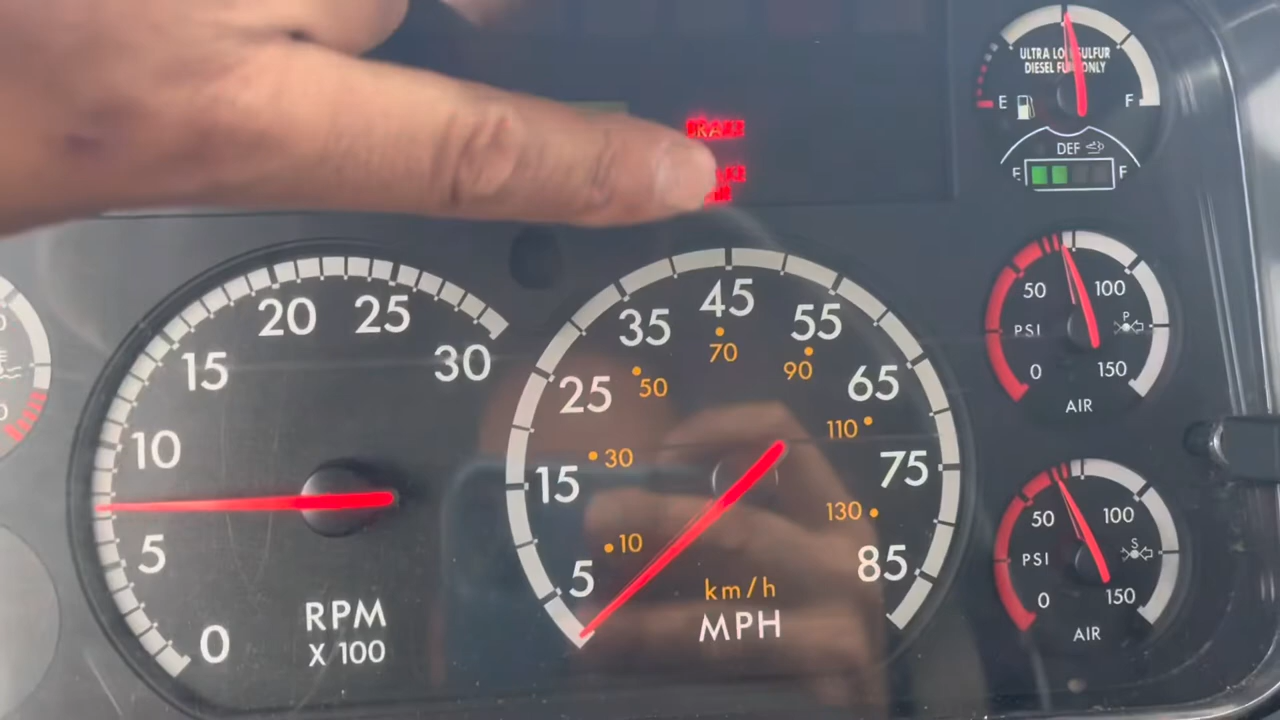 ULTRA LOW SULFUR
DIESEL FUEL ONLY
E
F
DEF
E
F
50
100
PSI
P
0
150
AIR
50
100
PSI
S
0
150
AIR
0
5
10
15
20
25
30
RPM
X 100
5
15
25
35
45
55
65
75
85
10
30
50
70
90
110
130
km/h
MPH